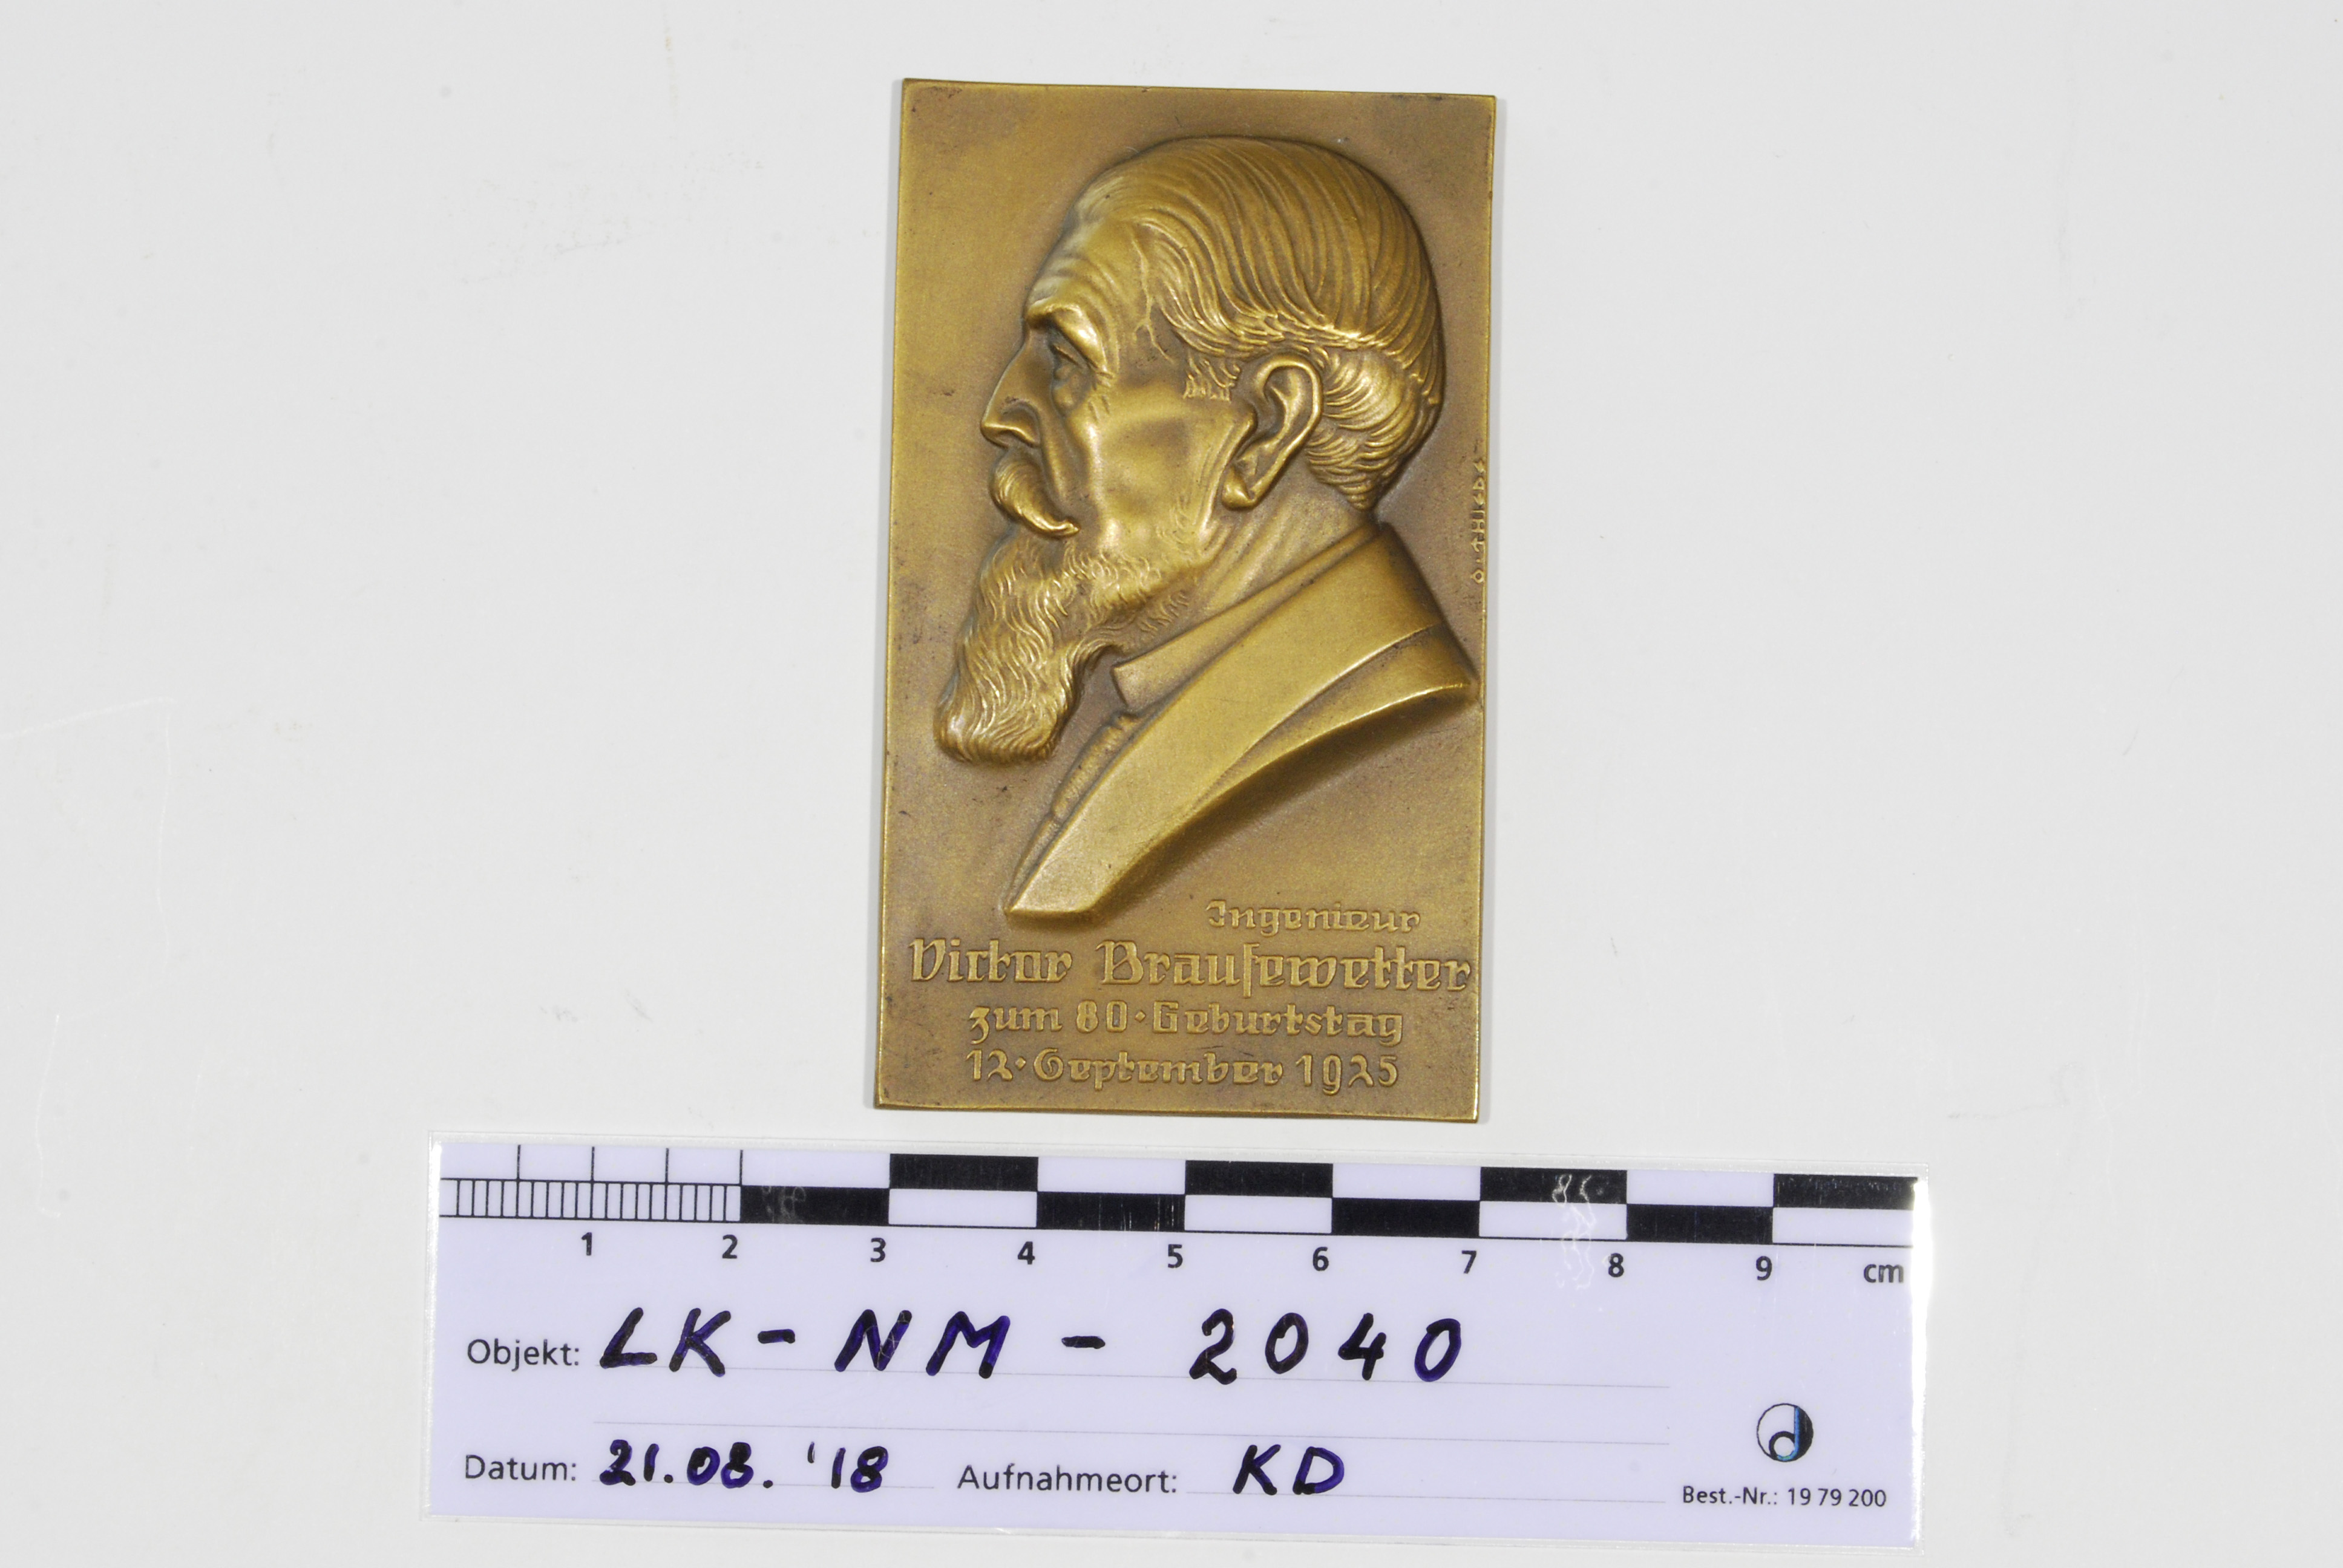 O·THIEDE
Ingenieur
Victor Brauſewetter
zum 80·Geburtstag
12·September 1925
1 2 3 4 5 6 7 8 9 cm
Objekt: LK-NM-2040
Datum: 21.08.'18 Aufnahmeort: KD
Best.-Nr.: 19 79 200